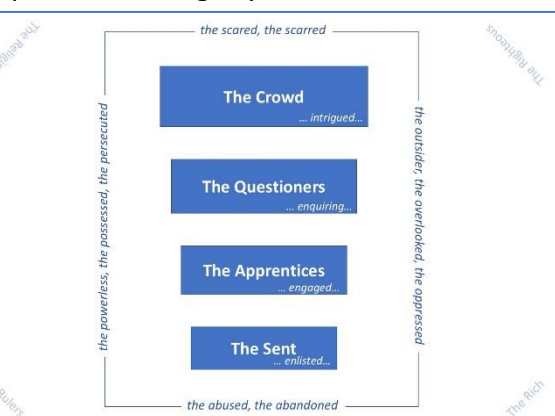 the scared, the scarred
The Religious
The Righteous
The Crowd
... intrigued...
The Questioners
... enquiring...
The Apprentices
... engaged...
The Sent
... enlisted...
the powerless, the possessed, the persecuted
the outsider, the overlooked, the oppressed
the abused, the abandoned
Rulers
The Rich